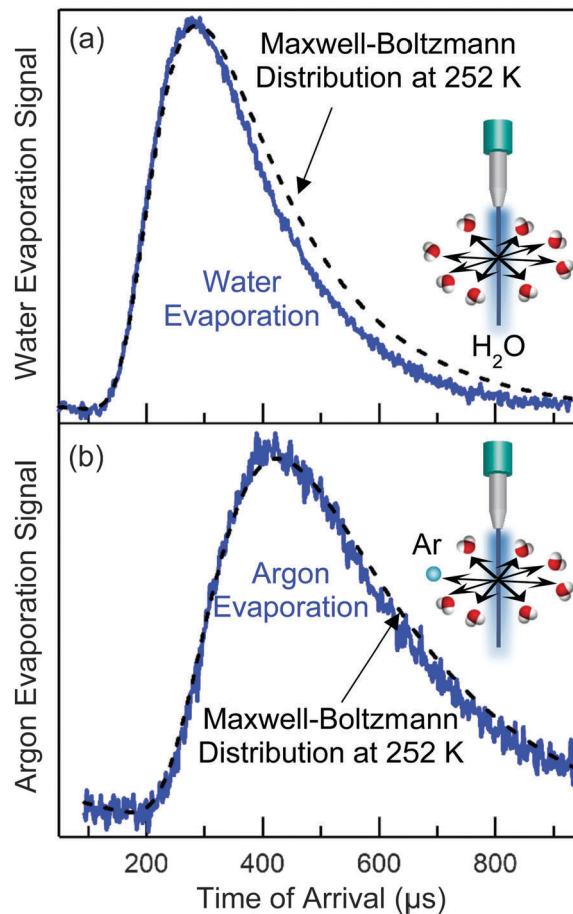 (a)
Maxwell-Boltzmann
Distribution at 252 K
Water Evaporation Signal
Water
Evaporation
H₂O
(b)
Ar
Argon Evaporation Signal
Argon
Evaporation
Maxwell-Boltzmann
Distribution at 252 K
200 400 600 800
Time of Arrival (µs)